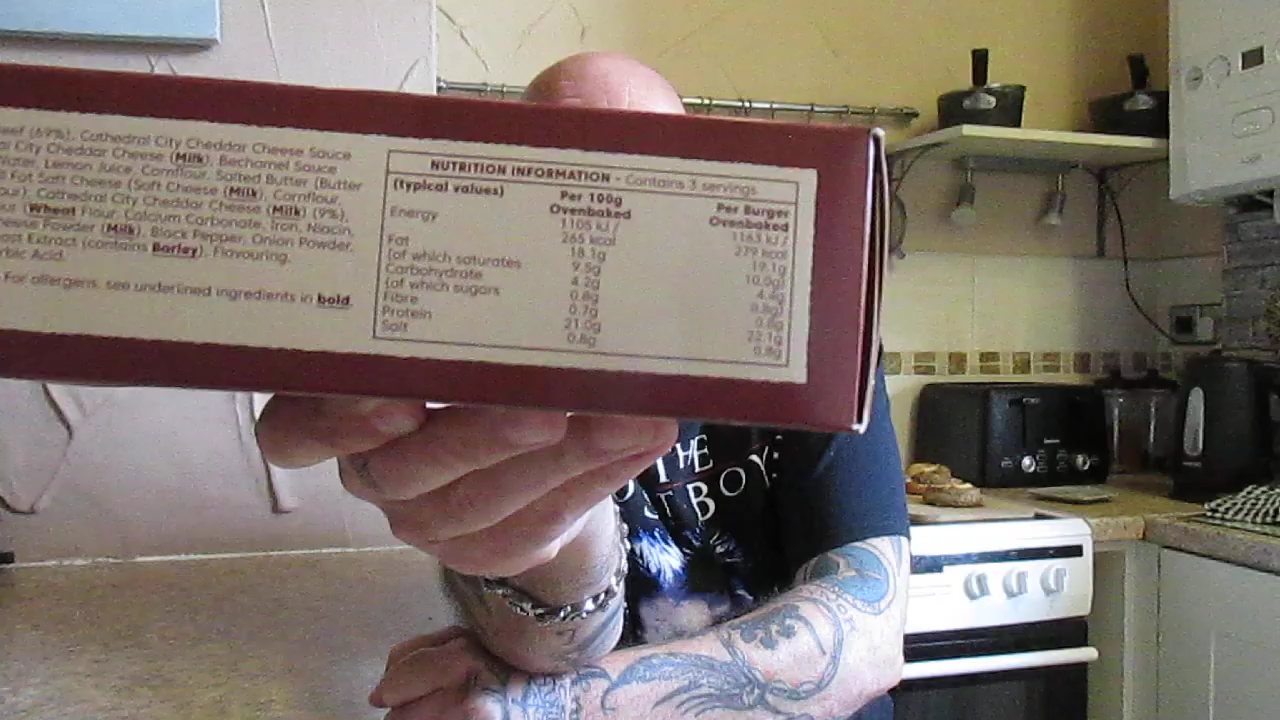 eef (69%), Cathedral City Cheddar Cheese Sauce
al City Cheddar Cheese (Milk), Bechamel Sauce
Water, Lemon Juice, Cornflour, Salted Butter (Butter
Fat Soft Cheese (Soft Cheese (Milk), Cornflour,
our), Cathedral City Cheddar Cheese (Milk) (9%),
(Wheat Flour, Calcium Carbonate, Iron, Niacin,
Powder (Milk), Black Pepper, Onion Powder,
ast Extract (contains Barley), Flavouring,
rbic Acid.
For allergens, see underlined ingredients in bold.
NUTRITION INFORMATION - Contains 3 servings
(typical values) Per 100g Per Burger
Ovenbaked Ovenbaked
Energy 1105 kJ / 1163 kJ /
265 kcal 279 kcal
Fat 18.1g 19.1g
(of which saturates 9.5g 10.0g)
Carbohydrate 4.2g 4.4g
(of which sugars 0.8g 0.8g)
Fibre 0.7g 0.8g
Protein 21.0g 22.1g
Salt 0.8g 0.8g
THE
ST BOYS